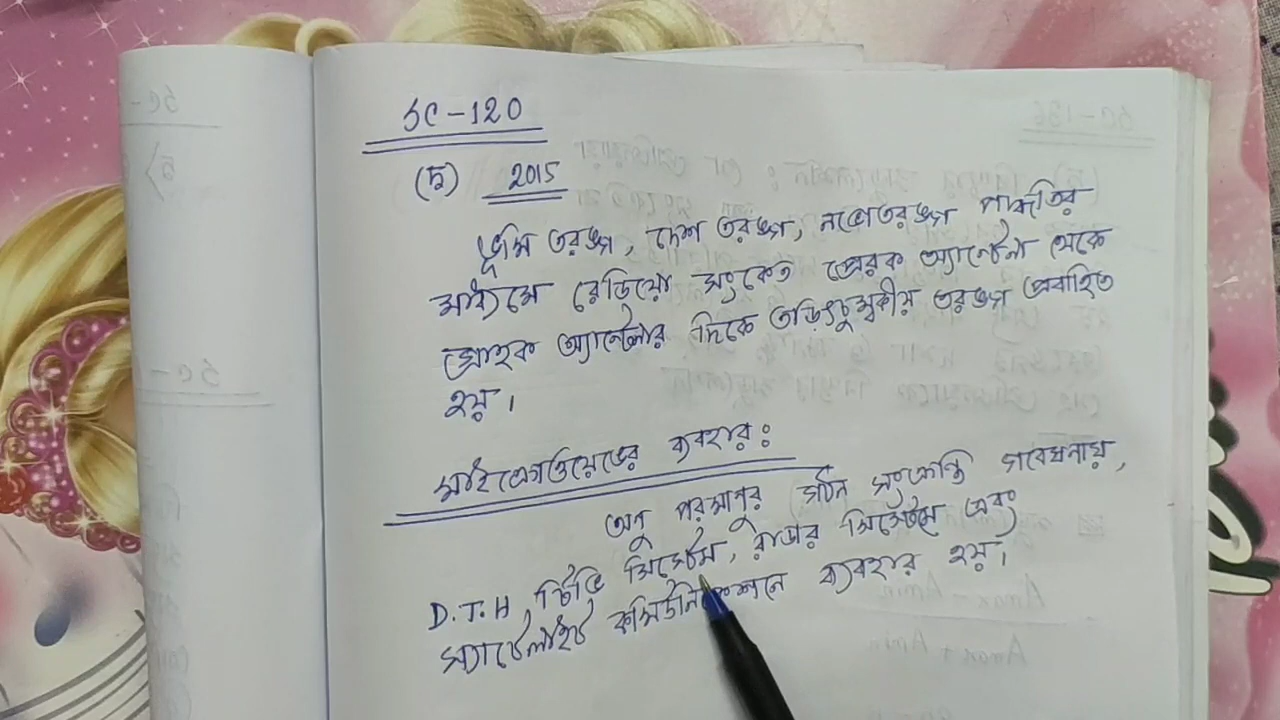 SC-120
(দ) 2015
ভূমি তরঙ্গ, দেশ তরঙ্গ, নভোতরঙ্গ পদ্ধতির
মাধ্যমে রেডিয়ো সংকেত প্রেরক অ্যান্টেনা থেকে
গ্রাহক অ্যান্টেনার দিকে তড়িৎচুম্বকীয় তরঙ্গ প্রবাহিত
হয়।
মাইক্রোওয়েভের ব্যবহার:
অণু পরমাণুর গঠন সংক্রান্ত গবেষনায়,
D.T.H টিভি সিস্টেম, রাডার সিস্টেমে এবং
স্যাটেলাইট কমিউনিকেশনে ব্যবহার হয়।